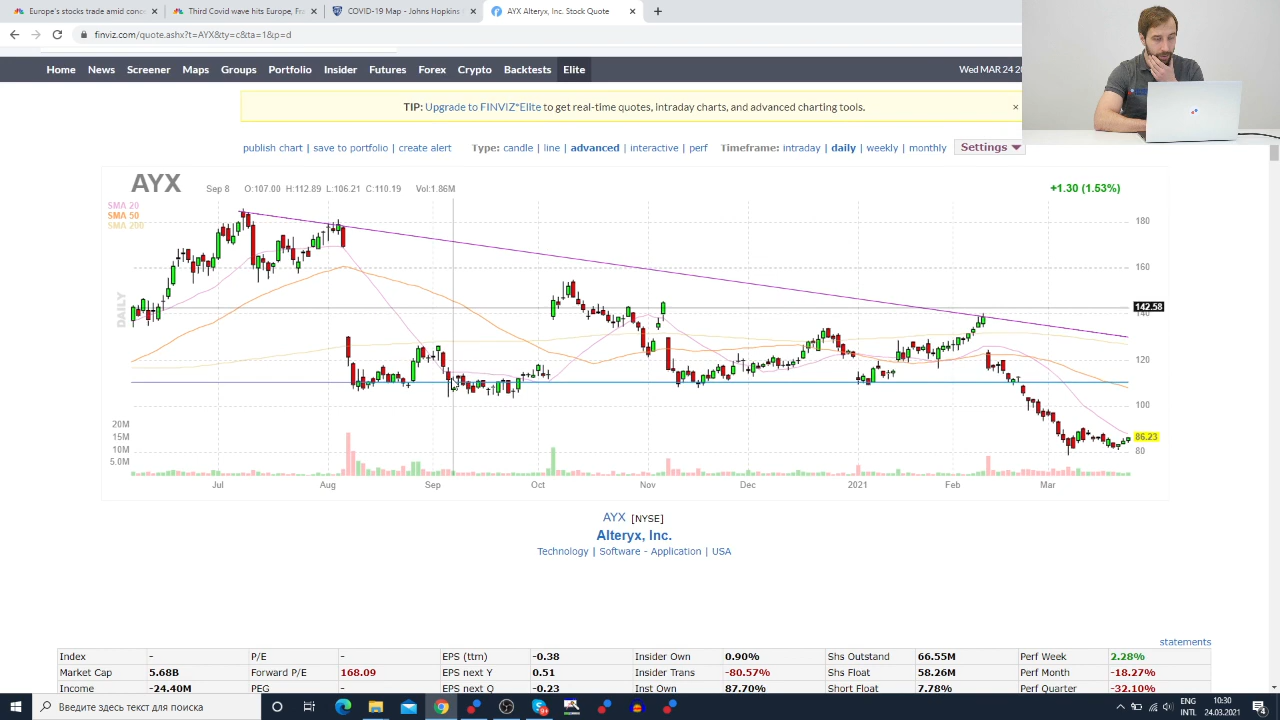 Europe's stocks trade amid conc
Third Covid wave hits Europe, Fr
COVID-19 Map - Johns Hopkins
AYX Alteryx, Inc. Stock Quote
finviz.com/quote.ashx?t=AYX&ty=c&ta=1&p=d
Home News Screener Maps Groups Portfolio Insider Futures Forex Crypto Backtests Elite Wed MAR 24 20
TIP: Upgrade to FINVIZ*Elite to get real-time quotes, intraday charts, and advanced charting tools. ×
publish chart | save to portfolio | create alert Type: candle | line | advanced | interactive | perf Timeframe: intraday | daily | weekly | monthly Settings
AYX Sep 8 O:107.00 H:112.89 L:106.21 C:110.19 Vol:1.86M +1.30 (1.53%)
SMA 20
SMA 50
SMA 200
180
160
142.58
140
120
100
86.23
80
DAILY
20M
15M
10M
5.0M
Jul Aug Sep Oct Nov Dec 2021 Feb Mar
AYX [NYSE]
Alteryx, Inc.
Technology | Software - Application | USA
statements
Index - P/E - EPS (ttm) -0.38 Insider Own 0.90% Shs Outstand 66.55M Perf Week 2.28%
Market Cap 5.68B Forward P/E 168.09 EPS next Y 0.51 Insider Trans -80.57% Shs Float 58.26M Perf Month -18.27%
Income -24.40M PEG - EPS next Q -0.23 Inst Own 87.70% Short Float 7.78% Perf Quarter -32.10%
Введите здесь текст для поиска
ENG
INTL
10:30
24.03.2021
4